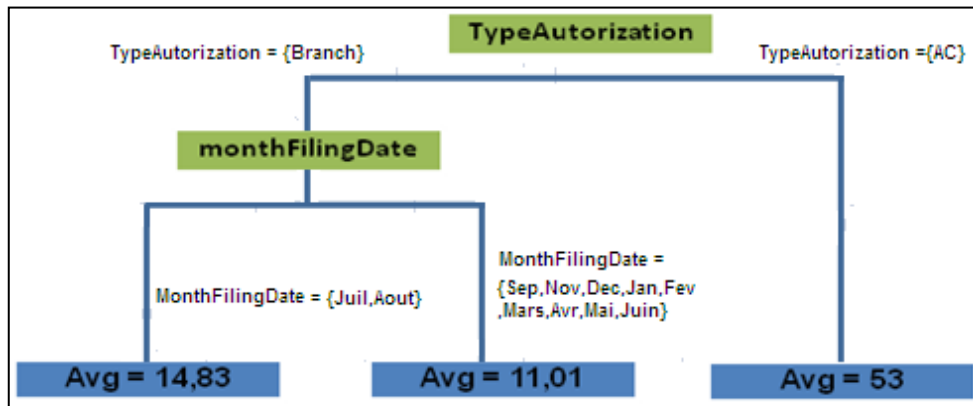 TypeAutorization
TypeAutorization = {Branch}
TypeAutorization ={AC}
monthFilingDate
MonthFilingDate = {Juil,Aout}
MonthFilingDate =
{Sep,Nov,Dec,Jan,Fev
,Mars,Avr,Mai,Juin}
Avg = 14,83
Avg = 11,01
Avg = 53